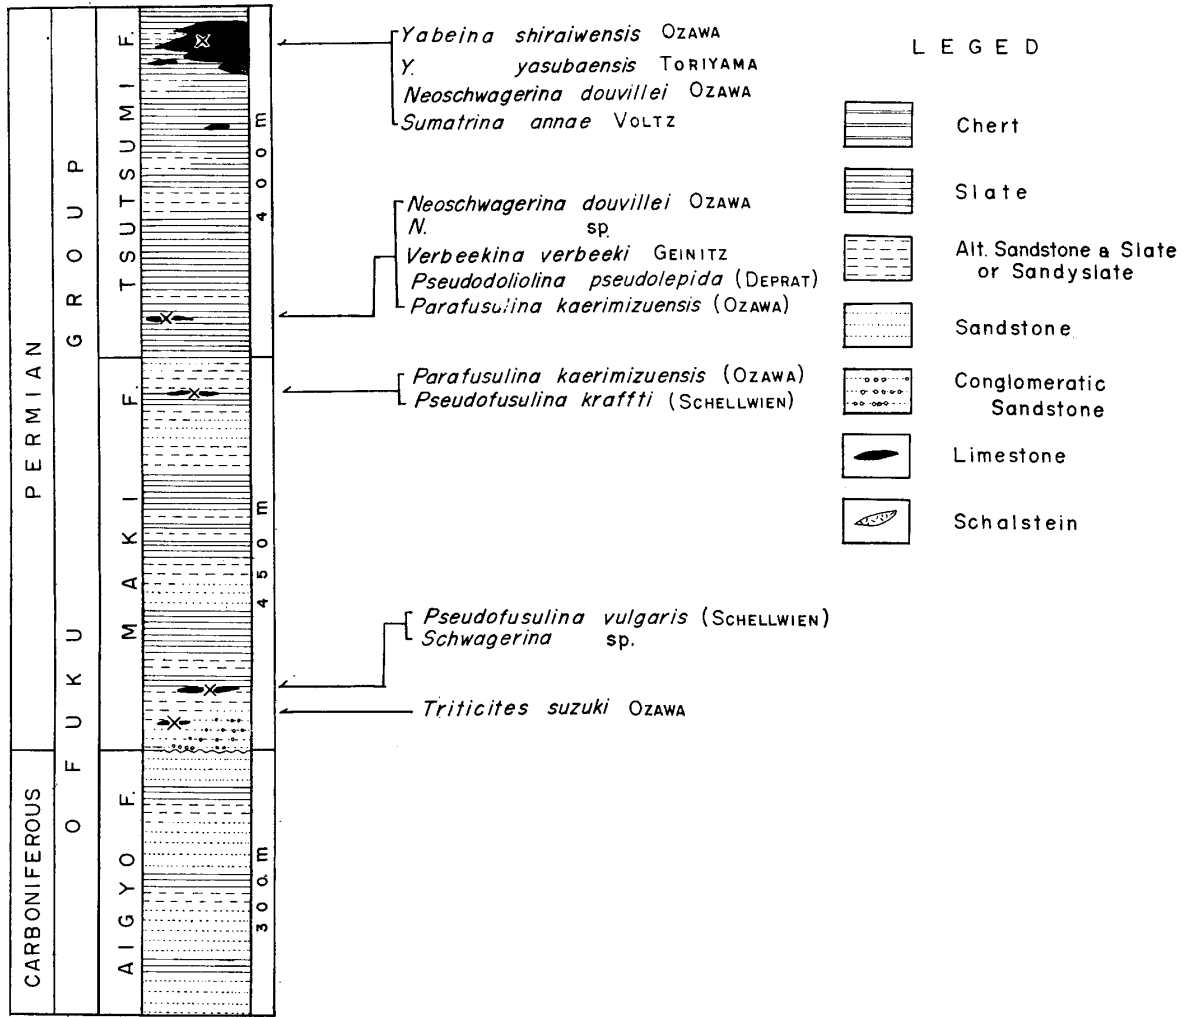 PERMIAN
CARBONIFEROUS
OFUKU GROUP
TSUTSUMI F.
MAKI F.
AIGYO F.
400 m
450 m
300 m
Yabeina shiraiwensis OZAWA
Y. yasubaensis TORIYAMA
Neoschwagerina douvillei OZAWA
Sumatrina annae VOLTZ
Neoschwagerina douvillei OZAWA
N. sp.
Verbeekina verbeeki GEINITZ
Pseudodoliolina pseudolepida (DEPRAT)
Parafusulina kaerimizuensis (OZAWA)
Parafusulina kaerimizuensis (OZAWA)
Pseudofusulina kraffti (SCHELLWIEN)
Pseudofusulina vulgaris (SCHELLWIEN)
Schwagerina sp.
Triticites suzuki OZAWA
LEGED
Chert
Slate
Alt. Sandstone & Slate
or Sandyslate
Sandstone
Conglomeratic
Sandstone
Limestone
Schalstein